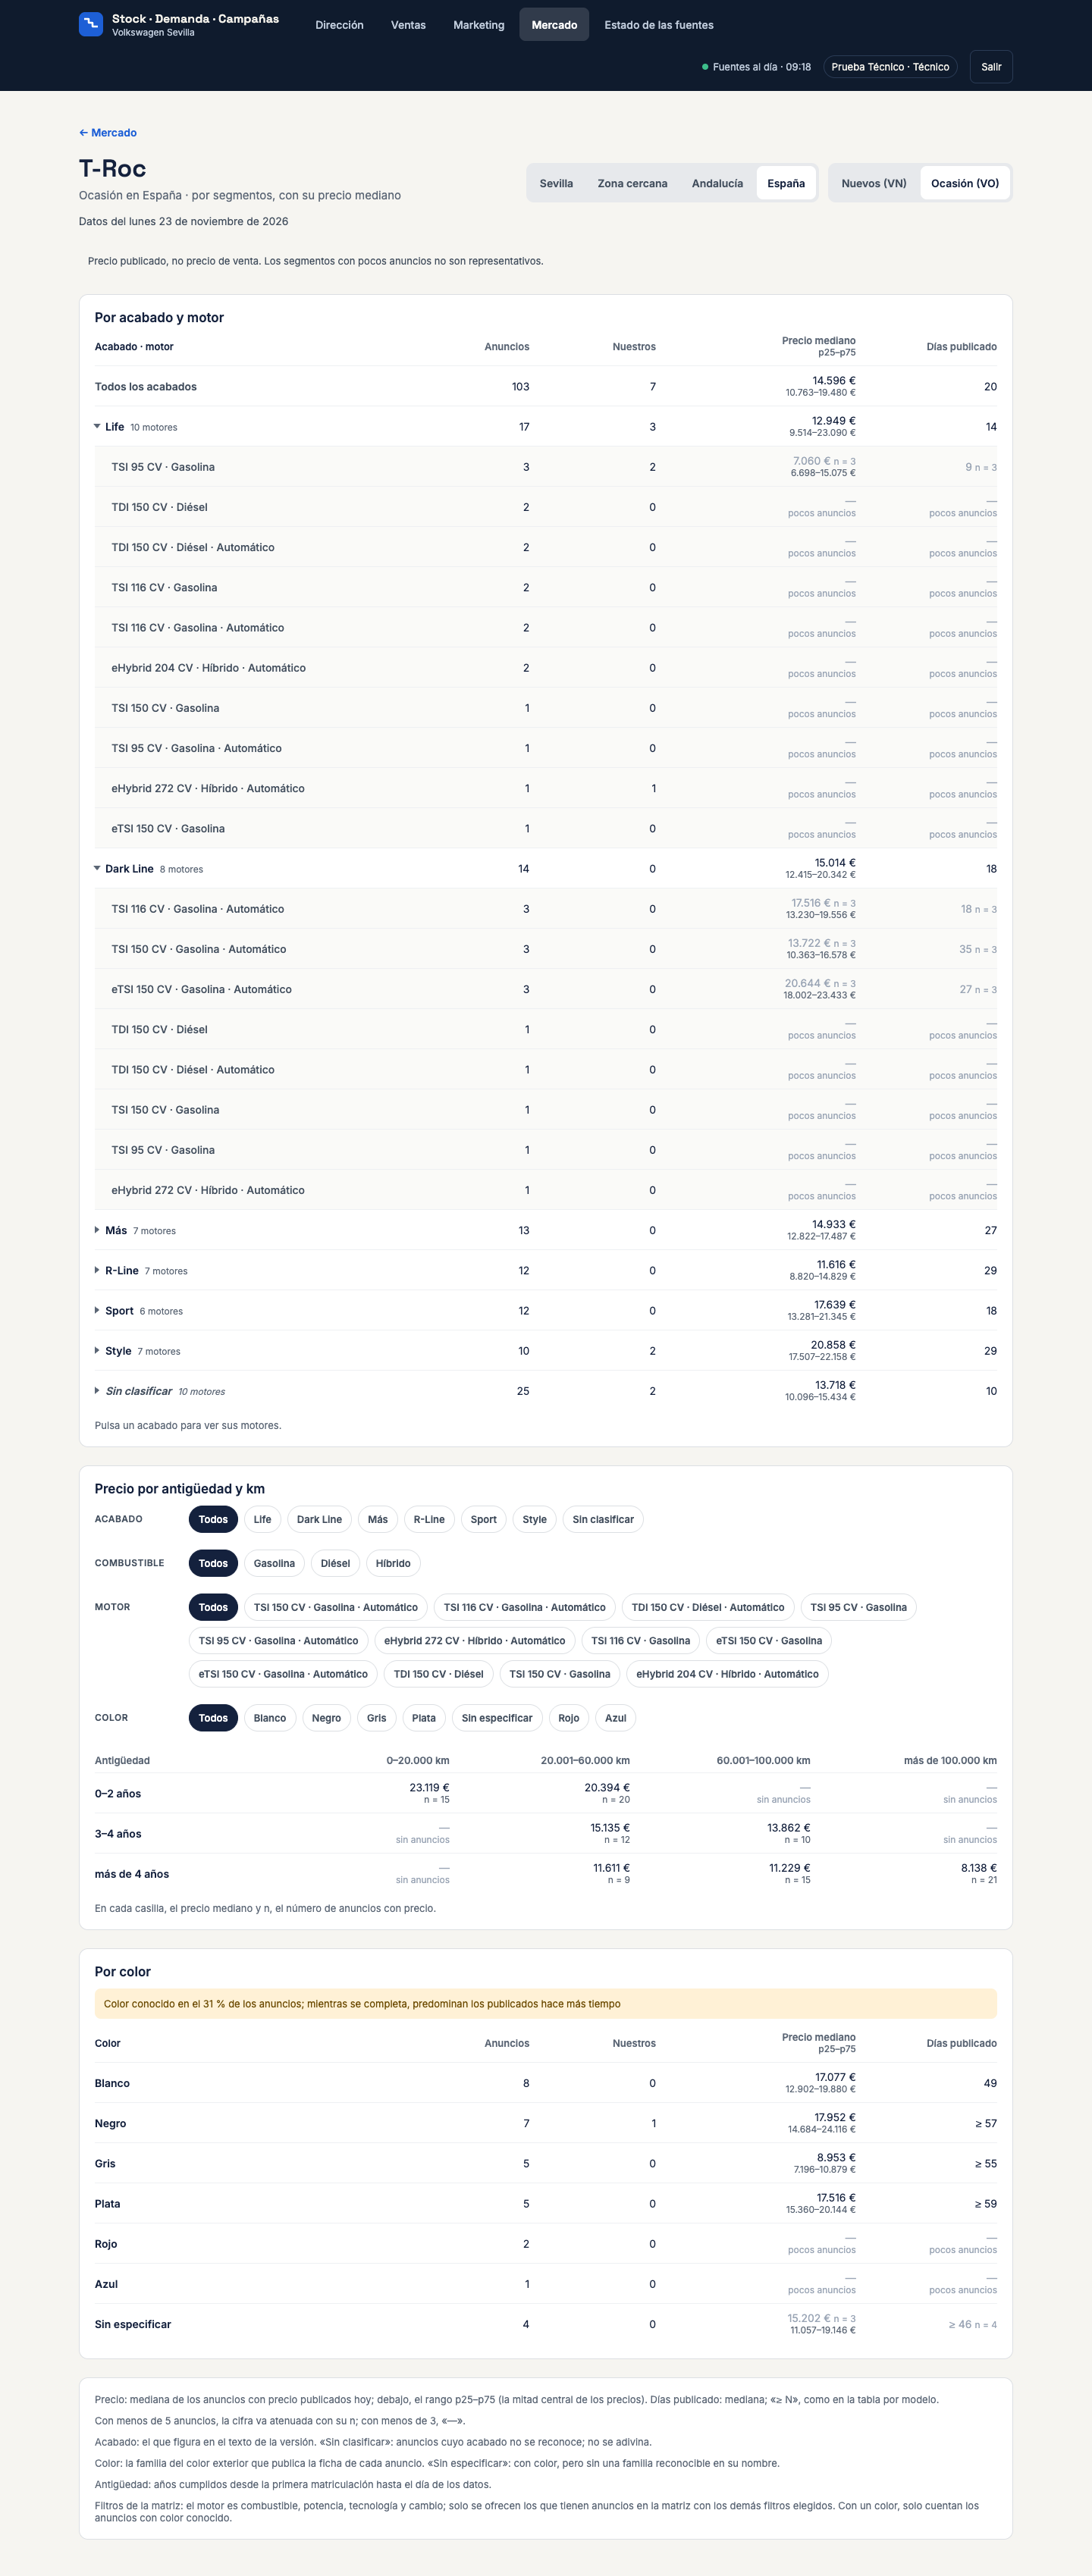 Stock · Demanda · Campañas
Volkswagen Sevilla
Dirección
Ventas
Marketing
Mercado
Estado de las fuentes
Fuentes al día · 09:18
Prueba Técnico · Técnico
Salir
← Mercado
T-Roc
Ocasión en España · por segmentos, con su precio mediano
Datos del lunes 23 de noviembre de 2026
Sevilla
Zona cercana
Andalucía
España
Nuevos (VN)
Ocasión (VO)
Precio publicado, no precio de venta. Los segmentos con pocos anuncios no son representativos.
Por acabado y motor
Acabado · motor Anuncios Nuestros Precio mediano p25–p75 Días publicado
Todos los acabados 103 7 14.596 € 10.763–19.480 € 20
Life 10 motores 17 3 12.949 € 9.514–23.090 € 14
TSI 95 CV · Gasolina 3 2 7.060 € n = 3 6.698–15.075 € 9 n = 3
TDI 150 CV · Diésel 2 0 — pocos anuncios — pocos anuncios
TDI 150 CV · Diésel · Automático 2 0 — pocos anuncios — pocos anuncios
TSI 116 CV · Gasolina 2 0 — pocos anuncios — pocos anuncios
TSI 116 CV · Gasolina · Automático 2 0 — pocos anuncios — pocos anuncios
eHybrid 204 CV · Híbrido · Automático 2 0 — pocos anuncios — pocos anuncios
TSI 150 CV · Gasolina 1 0 — pocos anuncios — pocos anuncios
TSI 95 CV · Gasolina · Automático 1 0 — pocos anuncios — pocos anuncios
eHybrid 272 CV · Híbrido · Automático 1 1 — pocos anuncios — pocos anuncios
eTSI 150 CV · Gasolina 1 0 — pocos anuncios — pocos anuncios
Dark Line 8 motores 14 0 15.014 € 12.415–20.342 € 18
TSI 116 CV · Gasolina · Automático 3 0 17.516 € n = 3 13.230–19.556 € 18 n = 3
TSI 150 CV · Gasolina · Automático 3 0 13.722 € n = 3 10.363–16.578 € 35 n = 3
eTSI 150 CV · Gasolina · Automático 3 0 20.644 € n = 3 18.002–23.433 € 27 n = 3
TDI 150 CV · Diésel 1 0 — pocos anuncios — pocos anuncios
TDI 150 CV · Diésel · Automático 1 0 — pocos anuncios — pocos anuncios
TSI 150 CV · Gasolina 1 0 — pocos anuncios — pocos anuncios
TSI 95 CV · Gasolina 1 0 — pocos anuncios — pocos anuncios
eHybrid 272 CV · Híbrido · Automático 1 0 — pocos anuncios — pocos anuncios
Más 7 motores 13 0 14.933 € 12.822–17.487 € 27
R-Line 7 motores 12 0 11.616 € 8.820–14.829 € 29
Sport 6 motores 12 0 17.639 € 13.281–21.345 € 18
Style 7 motores 10 2 20.858 € 17.507–22.158 € 29
Sin clasificar 10 motores 25 2 13.718 € 10.096–15.434 € 10
Pulsa un acabado para ver sus motores.
Precio por antigüedad y km
ACABADO Todos Life Dark Line Más R-Line Sport Style Sin clasificar
COMBUSTIBLE Todos Gasolina Diésel Híbrido
MOTOR Todos TSI 150 CV · Gasolina · Automático TSI 116 CV · Gasolina · Automático TDI 150 CV · Diésel · Automático TSI 95 CV · Gasolina
TSI 95 CV · Gasolina · Automático eHybrid 272 CV · Híbrido · Automático TSI 116 CV · Gasolina eTSI 150 CV · Gasolina
eTSI 150 CV · Gasolina · Automático TDI 150 CV · Diésel TSI 150 CV · Gasolina eHybrid 204 CV · Híbrido · Automático
COLOR Todos Blanco Negro Gris Plata Sin especificar Rojo Azul
Antigüedad 0–20.000 km 20.001–60.000 km 60.001–100.000 km más de 100.000 km
0–2 años 23.119 € n = 15 20.394 € n = 20 — sin anuncios — sin anuncios
3–4 años — sin anuncios 15.135 € n = 12 13.862 € n = 10 — sin anuncios
más de 4 años — sin anuncios 11.611 € n = 9 11.229 € n = 15 8.138 € n = 21
En cada casilla, el precio mediano y n, el número de anuncios con precio.
Por color
Color conocido en el 31 % de los anuncios; mientras se completa, predominan los publicados hace más tiempo
Color Anuncios Nuestros Precio mediano p25–p75 Días publicado
Blanco 8 0 17.077 € 12.902–19.880 € 49
Negro 7 1 17.952 € 14.684–24.116 € ≥ 57
Gris 5 0 8.953 € 7.196–10.879 € ≥ 55
Plata 5 0 17.516 € 15.360–20.144 € ≥ 59
Rojo 2 0 — pocos anuncios — pocos anuncios
Azul 1 0 — pocos anuncios — pocos anuncios
Sin especificar 4 0 15.202 € n = 3 11.057–19.146 € ≥ 46 n = 4
Precio: mediana de los anuncios con precio publicados hoy; debajo, el rango p25–p75 (la mitad central de los precios). Días publicado: mediana; «≥ N», como en la tabla por modelo.
Con menos de 5 anuncios, la cifra va atenuada con su n; con menos de 3, «—».
Acabado: el que figura en el texto de la versión. «Sin clasificar»: anuncios cuyo acabado no se reconoce; no se adivina.
Color: la familia del color exterior que publica la ficha de cada anuncio. «Sin especificar»: con color, pero sin una familia reconocible en su nombre.
Antigüedad: años cumplidos desde la primera matriculación hasta el día de los datos.
Filtros de la matriz: el motor es combustible, potencia, tecnología y cambio; solo se ofrecen los que tienen anuncios en la matriz con los demás filtros elegidos. Con un color, solo cuentan los
anuncios con color conocido.